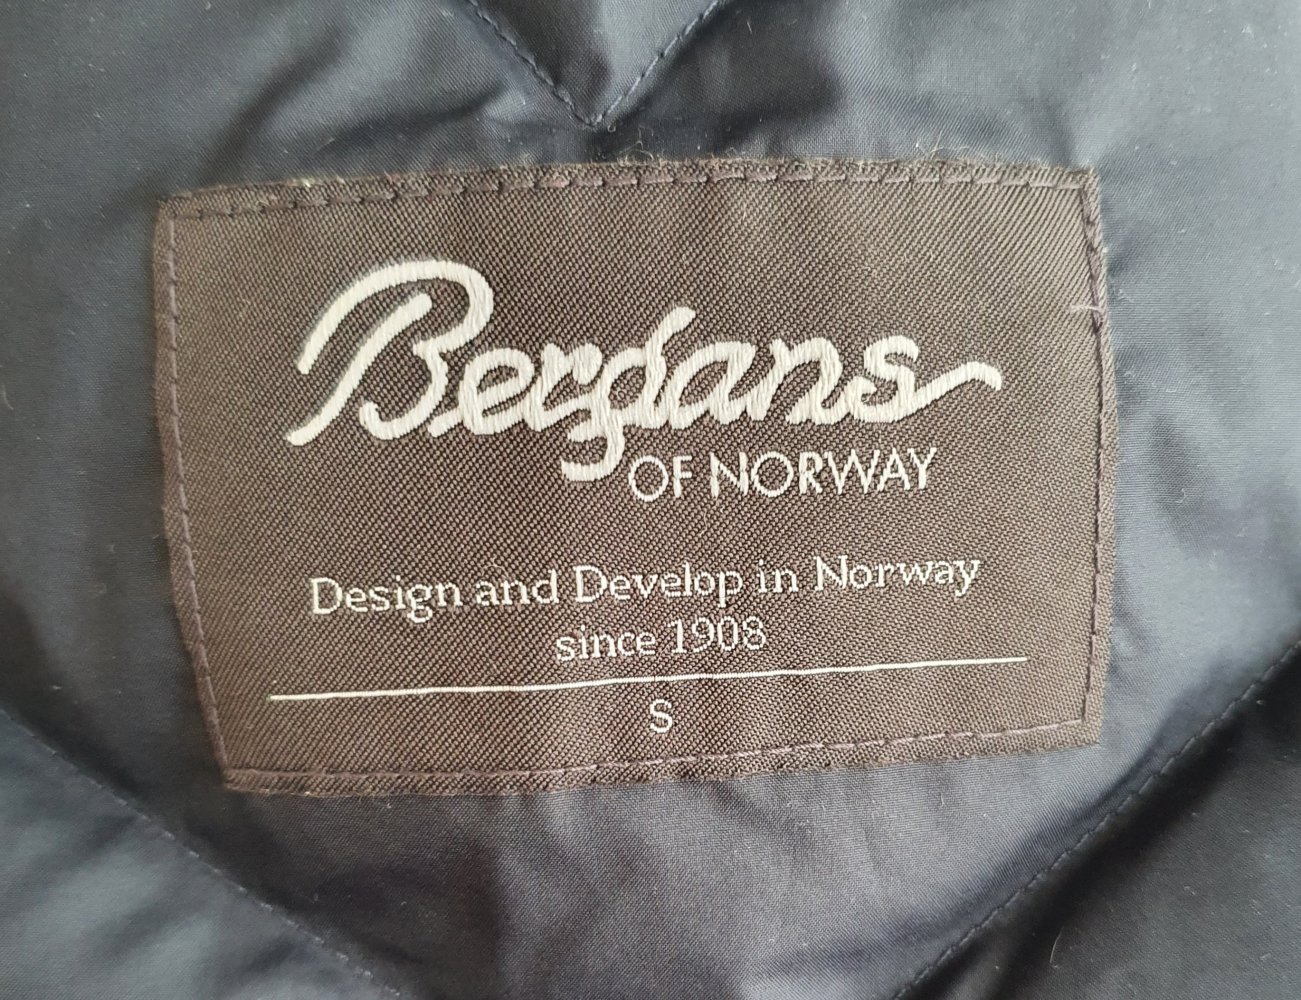 Bergans
OF NORWAY
Design and Develop in Norway
since 1908
S